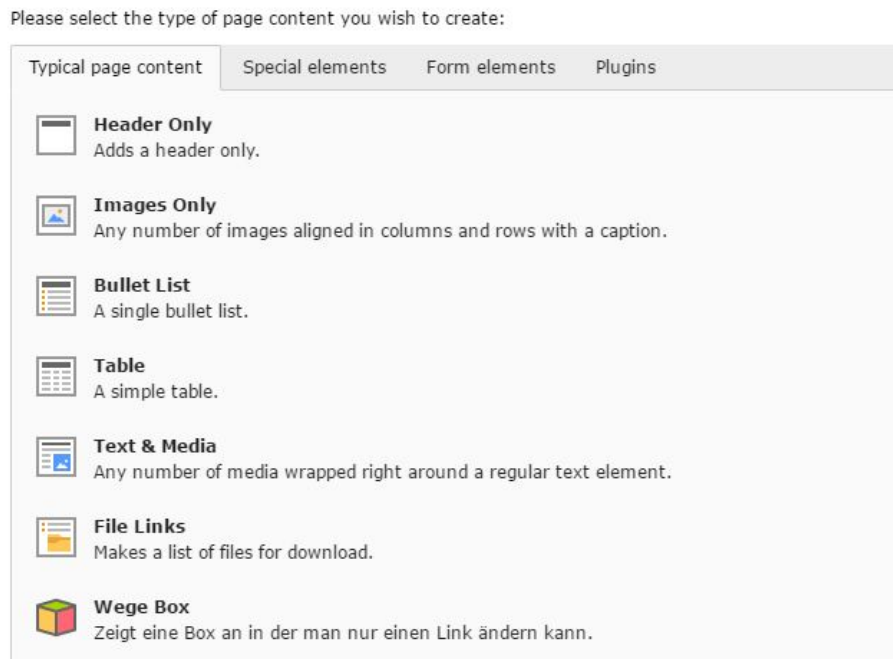 Please select the type of page content you wish to create:
Typical page content Special elements Form elements Plugins
Header Only
Adds a header only.
Images Only
Any number of images aligned in columns and rows with a caption.
Bullet List
A single bullet list.
Table
A simple table.
Text & Media
Any number of media wrapped right around a regular text element.
File Links
Makes a list of files for download.
Wege Box
Zeigt eine Box an in der man nur einen Link ändern kann.